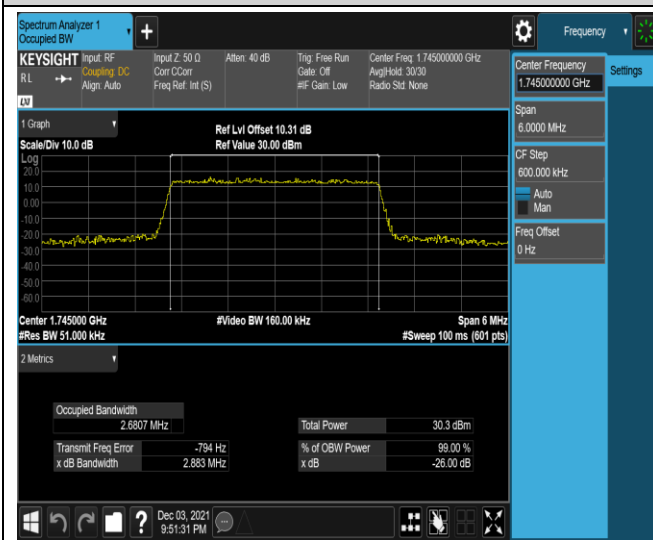 Spectrum Analyzer 1
Occupied BW
+
Frequency
KEYSIGHT
RL
LXI
Input: RF
Coupling: DC
Align: Auto
Input Z: 50 Ω
Corr CCorr
Freq Ref: Int (S)
Atten: 40 dB
Trig: Free Run
Gate: Off
#IF Gain: Low
Center Freq: 1.745000000 GHz
Avg|Hold: 30/30
Radio Std: None
Center Frequency
1.745000000 GHz
Settings
Span
6.0000 MHz
CF Step
600.000 kHz
Auto
Man
Freq Offset
0 Hz
1 Graph
Scale/Div 10.0 dB
Ref Lvl Offset 10.31 dB
Ref Value 30.00 dBm
Log
20.0
10.0
0.00
-10.0
-20.0
-30.0
-50.0
-60.0
Center 1.745000 GHz
#Res BW 51.000 kHz
#Video BW 160.00 kHz
Span 6 MHz
#Sweep 100 ms (601 pts)
2 Metrics
Occupied Bandwidth
2.6807 MHz
Total Power 30.3 dBm
Transmit Freq Error -794 Hz
% of OBW Power 99.00 %
x dB Bandwidth 2.883 MHz
x dB -26.00 dB
?
Dec 03, 2021
9:51:31 PM